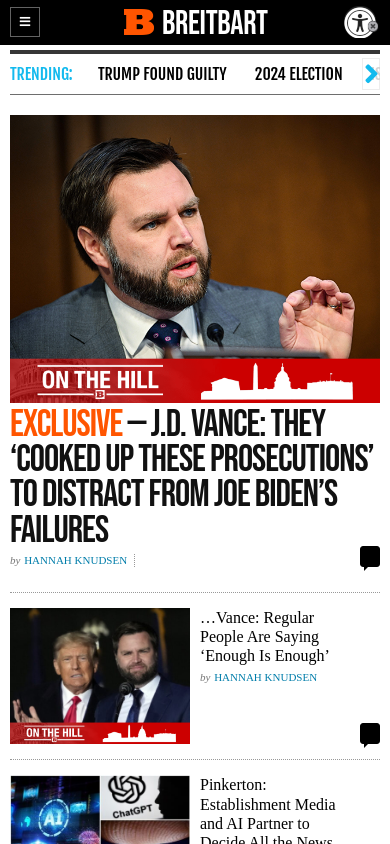 BREITBART
TRENDING:
TRUMP FOUND GUILTY
2024 ELECTION
ON THE HILL
EXCLUSIVE — J.D. VANCE: THEY
‘COOKED UP THESE PROSECUTIONS’
TO DISTRACT FROM JOE BIDEN’S
FAILURES
by HANNAH KNUDSEN
…Vance: Regular
People Are Saying
‘Enough Is Enough’
by HANNAH KNUDSEN
ON THE HILL
Pinkerton:
Establishment Media
and AI Partner to
Decide All the News
AI
ChatGPT